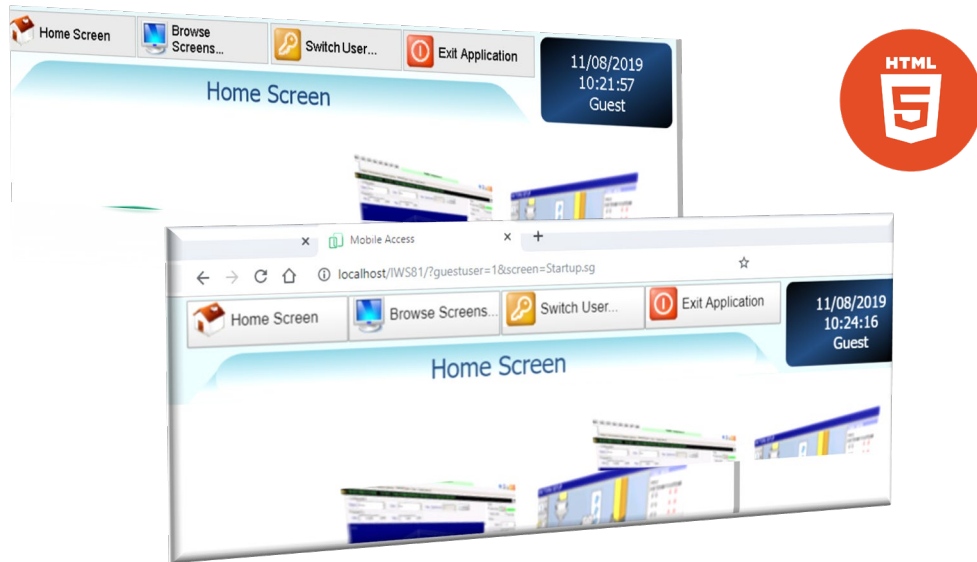 Home Screen
Browse
Screens...
Switch User...
Exit Application
11/08/2019
10:21:57
Guest
Home Screen
HTML
5
Mobile Access
localhost/IWS81/?guestuser=1&screen=Startup.sg
Home Screen
Browse Screens...
Switch User...
Exit Application
11/08/2019
10:24:16
Guest
Home Screen